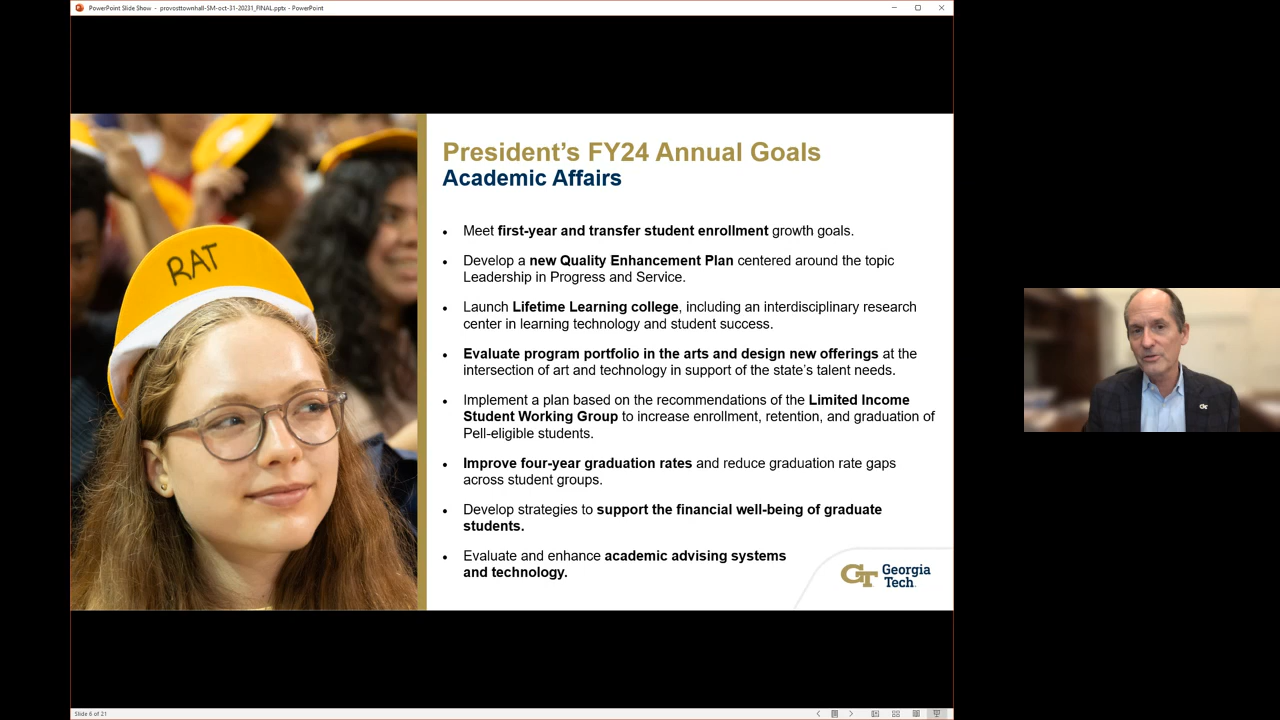 PowerPoint Slide Show - provosttownhall-SM-oct-31-20231_FINAL.pptx - PowerPoint
RAT
President's FY24 Annual Goals
Academic Affairs
• Meet first-year and transfer student enrollment growth goals.
• Develop a new Quality Enhancement Plan centered around the topic
Leadership in Progress and Service.
• Launch Lifetime Learning college, including an interdisciplinary research
center in learning technology and student success.
• Evaluate program portfolio in the arts and design new offerings at the
intersection of art and technology in support of the state's talent needs.
• Implement a plan based on the recommendations of the Limited Income
Student Working Group to increase enrollment, retention, and graduation of
Pell-eligible students.
• Improve four-year graduation rates and reduce graduation rate gaps
across student groups.
• Develop strategies to support the financial well-being of graduate
students.
• Evaluate and enhance academic advising systems
and technology.
GT Georgia
Tech
GT
Slide 6 of 21